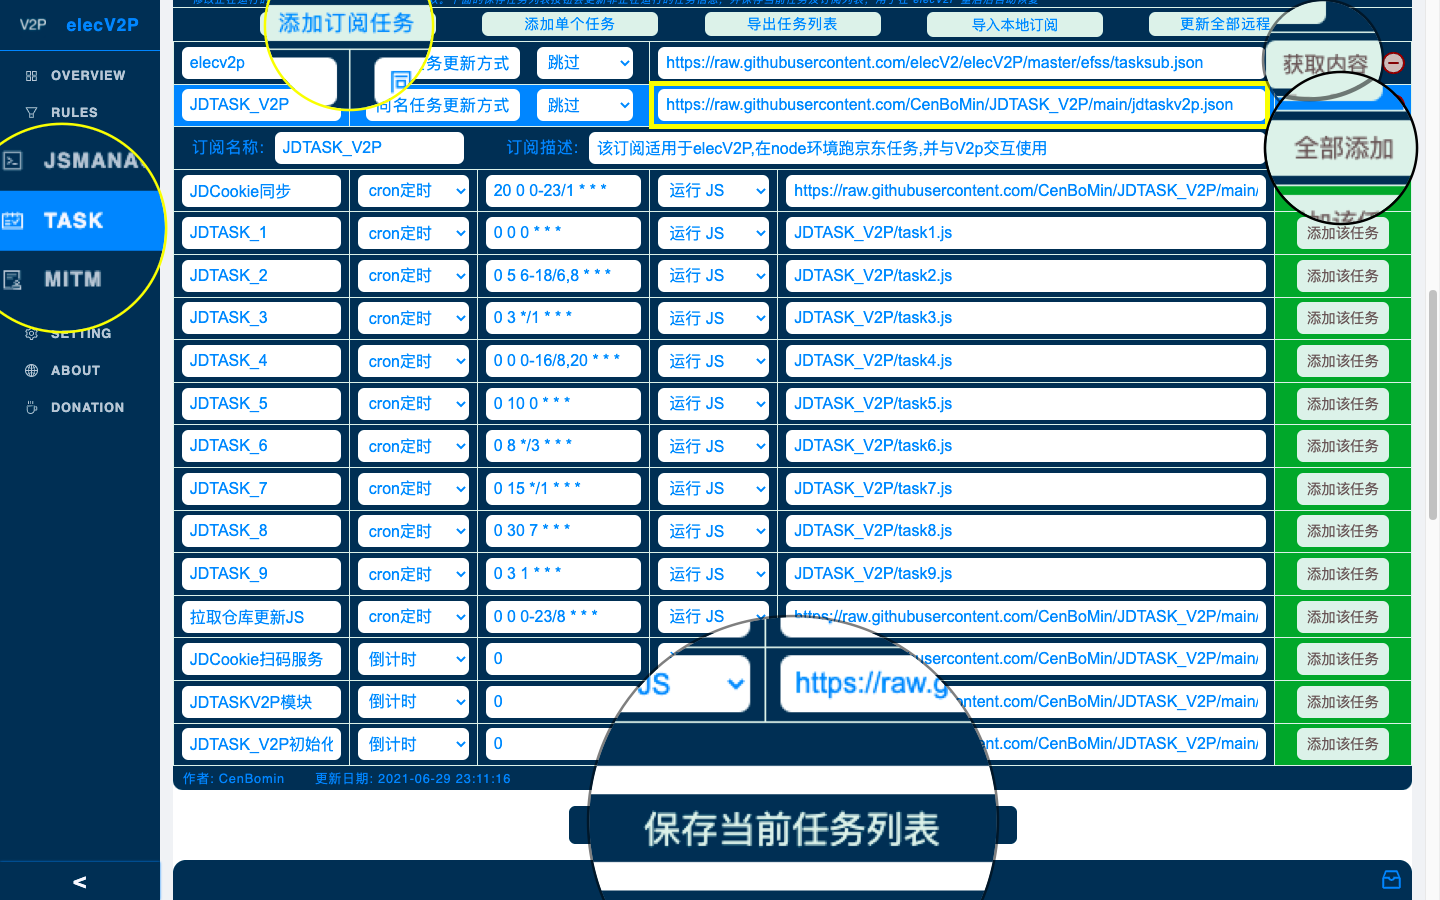 V2P elecV2P
OVERVIEW
RULES
JSMANA
TASK
MITM
SETTING
ABOUT
DONATION
<
添加订阅任务 添加单个任务 导出任务列表 导入本地订阅 更新全部远程
elecv2p 务更新方式 跳过 https://raw.githubusercontent.com/elecV2/elecV2P/master/efss/tasksub.json 获取内容
JDTASK_V2P 同名任务更新方式 跳过 https://raw.githubusercontent.com/CenBoMin/JDTASK_V2P/main/jdtaskv2p.json
订阅名称: JDTASK_V2P 订阅描述: 该订阅适用于elecV2P,在node环境跑京东任务,并与V2p交互使用 全部添加
JDCookie同步 cron定时 20 0 0-23/1 * * * 运行 JS https://raw.githubusercontent.com/CenBoMin/JDTASK_V2P/main/
JDTASK_1 cron定时 0 0 0 * * * 运行 JS JDTASK_V2P/task1.js 添加该任务
JDTASK_2 cron定时 0 5 6-18/6,8 * * * 运行 JS JDTASK_V2P/task2.js 添加该任务
JDTASK_3 cron定时 0 3 */1 * * * 运行 JS JDTASK_V2P/task3.js 添加该任务
JDTASK_4 cron定时 0 0 0-16/8,20 * * * 运行 JS JDTASK_V2P/task4.js 添加该任务
JDTASK_5 cron定时 0 10 0 * * * 运行 JS JDTASK_V2P/task5.js 添加该任务
JDTASK_6 cron定时 0 8 */3 * * * 运行 JS JDTASK_V2P/task6.js 添加该任务
JDTASK_7 cron定时 0 15 */1 * * * 运行 JS JDTASK_V2P/task7.js 添加该任务
JDTASK_8 cron定时 0 30 7 * * * 运行 JS JDTASK_V2P/task8.js 添加该任务
JDTASK_9 cron定时 0 3 1 * * * 运行 JS JDTASK_V2P/task9.js 添加该任务
拉取仓库更新JS cron定时 0 0 0-23/8 * * * 运行 JS https://raw.githubusercontent.com/CenBoMin/JDTASK_V2P/main/ 添加该任务
JDCookie扫码服务 倒计时 0 JS https://raw.g usercontent.com/CenBoMin/JDTASK_V2P/main/ 添加该任务
JDTASKV2P模块 倒计时 0 ntent.com/CenBoMin/JDTASK_V2P/main/ 添加该任务
JDTASK_V2P初始化 倒计时 0 ent.com/CenBoMin/JDTASK_V2P/main/ 添加该任务
作者: CenBomin 更新日期: 2021-06-29 23:11:16
保存当前任务列表